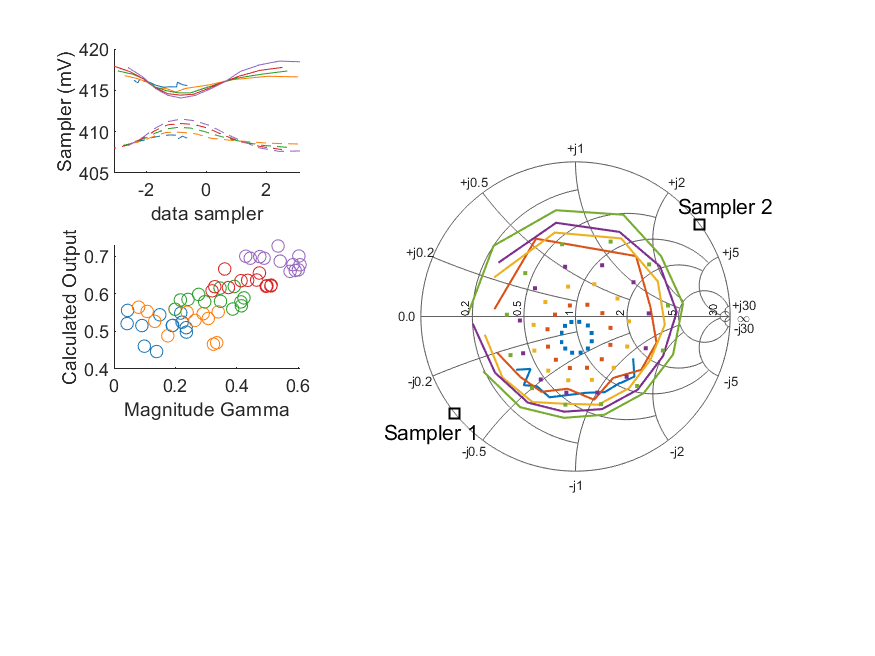 420
415
410
405
Sampler (mV)
-2
0
2
data sampler
0.7
0.6
0.5
0.4
Calculated Output
0
0.2
0.4
0.6
Magnitude Gamma
+j1
+j0.5
+j2
Sampler 2
+j0.2
+j5
0.0
0.2
0.5
1
2
5
30
+j30
∞
-j30
-j0.2
-j5
Sampler 1
-j0.5
-j2
-j1